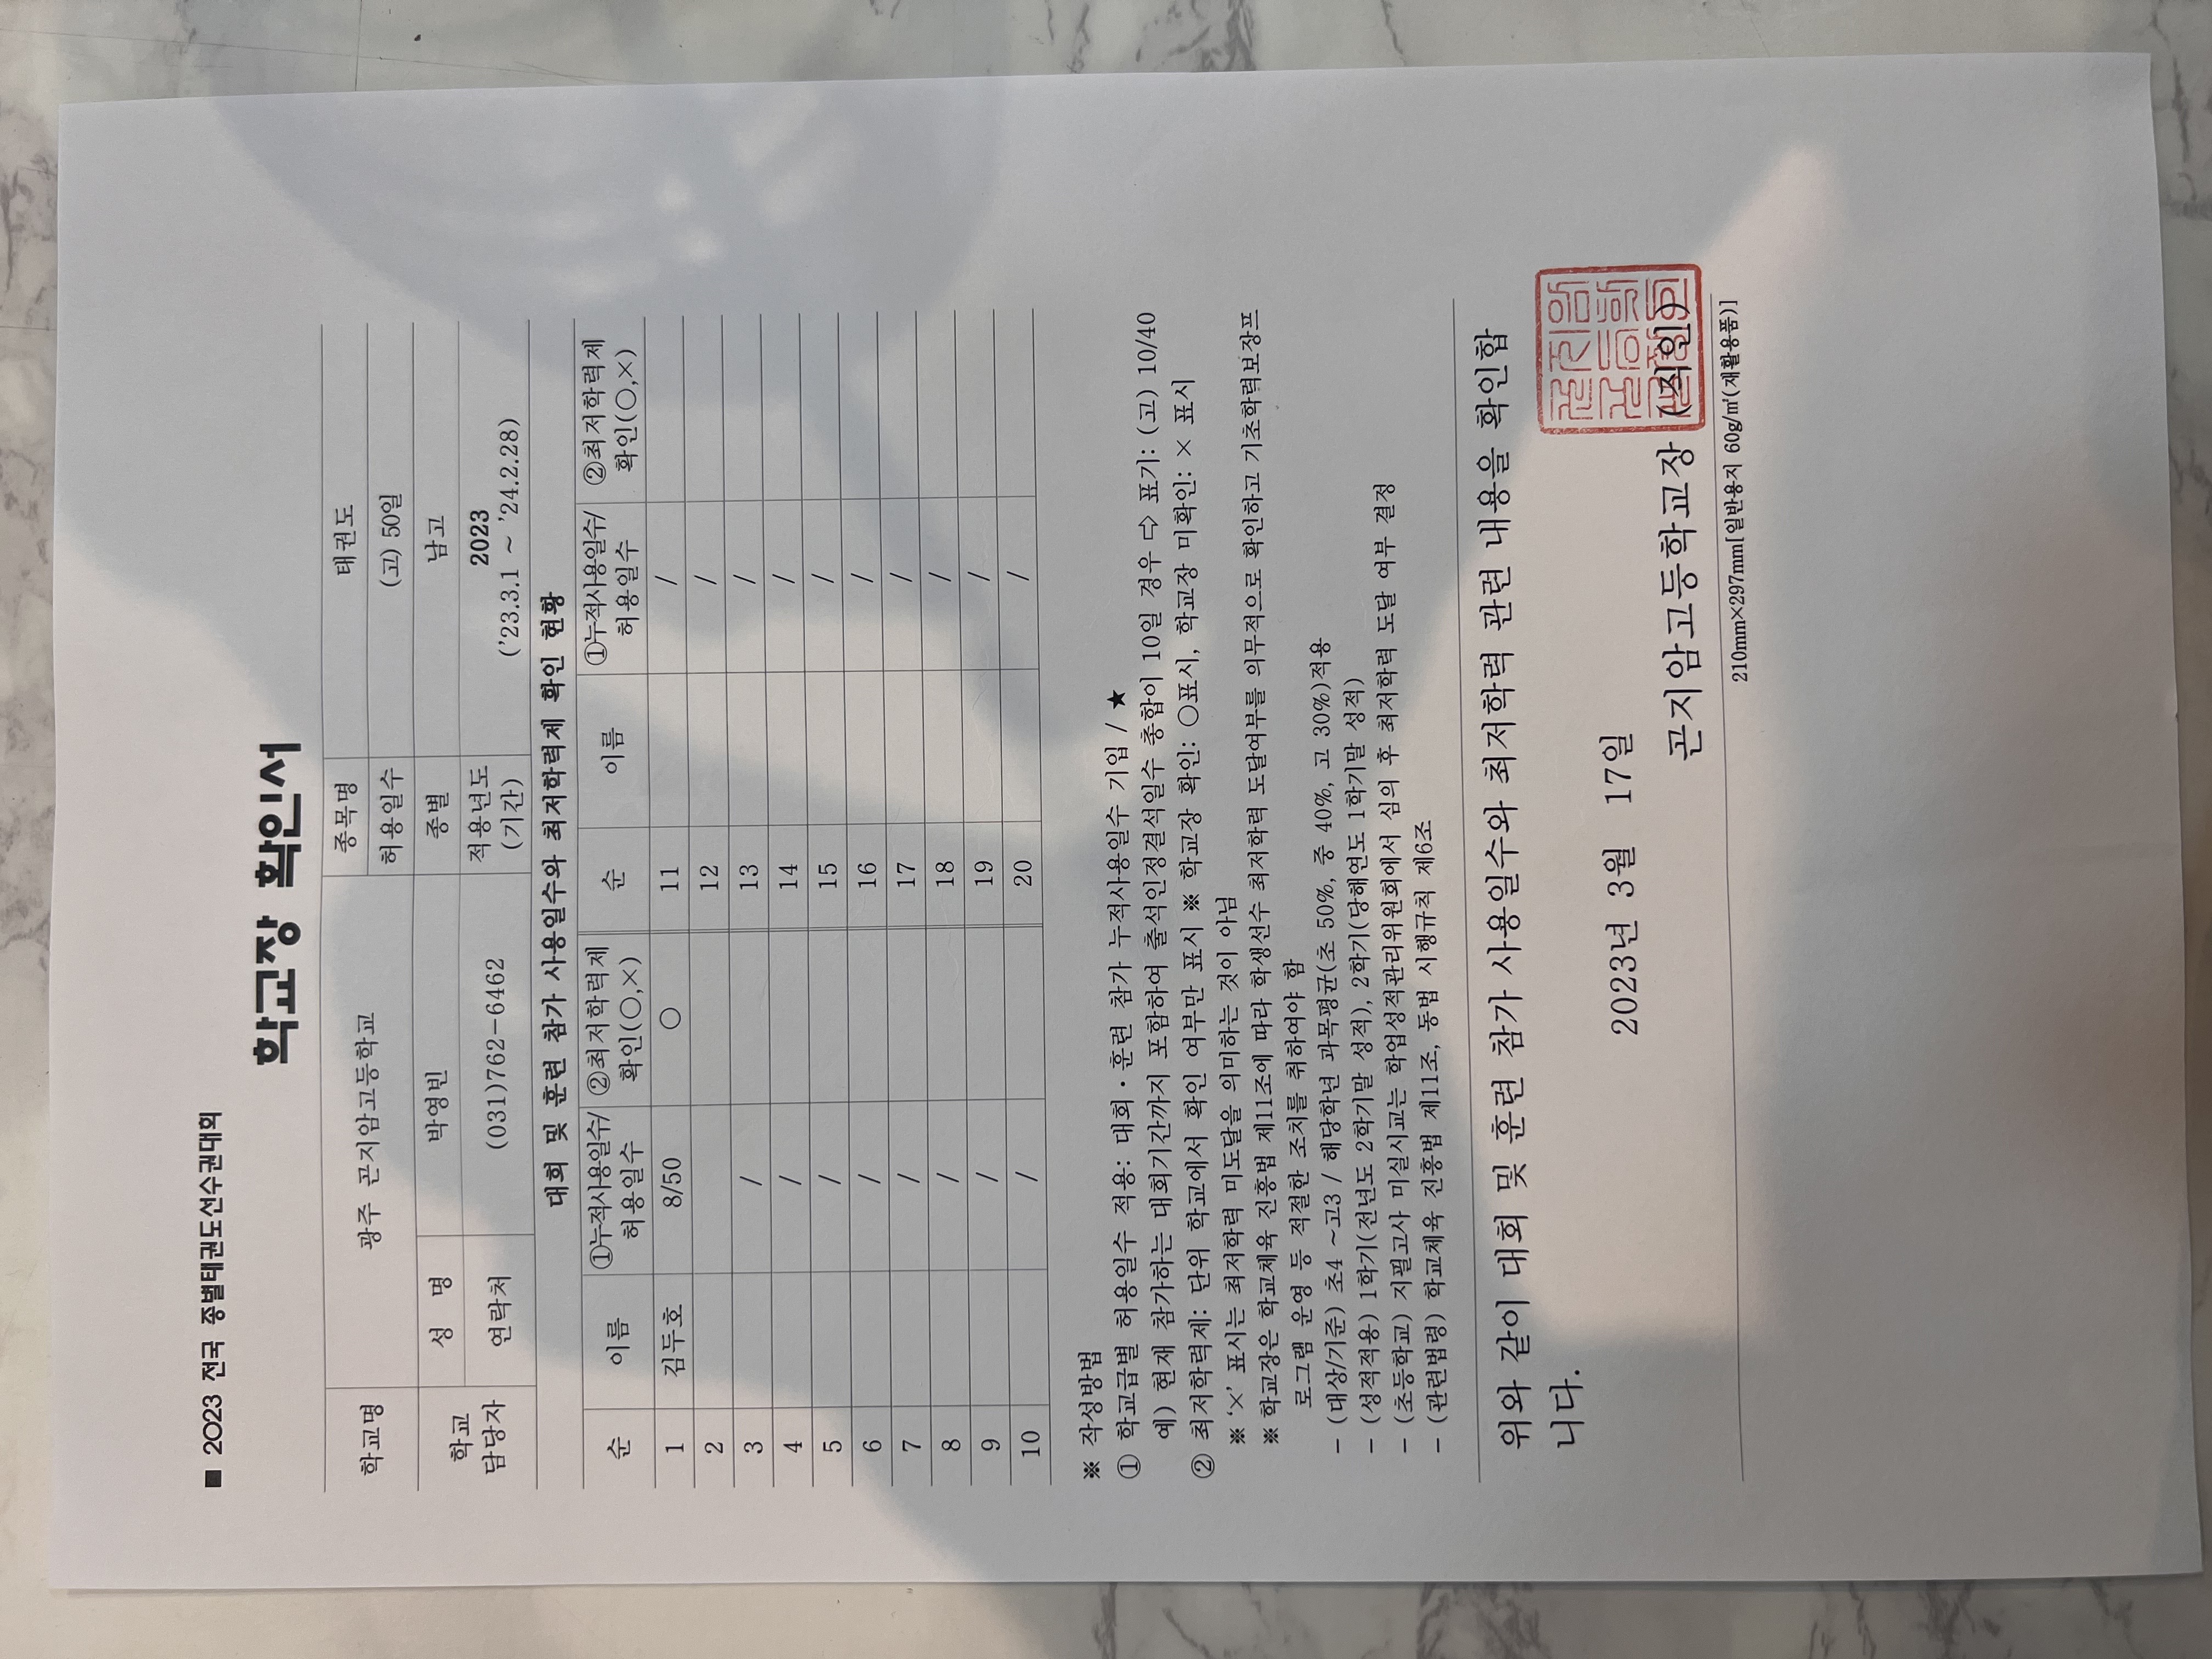 ■ 2023 전국 종별태권도선수권대회
학교장 확인서
학교명 광주 곤지암고등학교 종목명 태권도
허용일수 (고) 50일
학교 담당자 성 명 박영빈 종별 남고
연락처 (031)762-6462 적용년도 (기간) 2023 ('23.3.1 ~ '24.2.28)
대회 및 훈련 참가 사용일수와 최저학력제 확인 현황
순 이름 ①누적사용일수/허용일수 ②최저학력제 확인(○,×) 순 이름 ①누적사용일수/허용일수 ②최저학력제 확인(○,×)
1 김두호 8/50 ○ 11 /
2 12 /
3 / 13 /
4 / 14 /
5 / 15 /
6 / 16 /
7 / 17 /
8 / 18 /
9 / 19 /
10 / 20 /
※ 작성방법
① 학교급별 허용일수 적용: 대회·훈련 참가 누적사용일수 기입 / ★
예) 현재 참가하는 대회기간까지 포함하여 출석인정결석일수 총합이 10일 경우 ⇨ 표기: (고) 10/40
② 최저학력제: 단위 학교에서 확인 여부만 표시 ※ 학교장 확인: ○표시, 학교장 미확인: × 표시
※ '×' 표시는 최저학력 미도달을 의미하는 것이 아님
※ 학교장은 학교체육 진흥법 제11조에 따라 학생선수 최저학력 도달여부를 의무적으로 확인하고 기초학력보장프
로그램 운영 등 적절한 조치를 취하여야 함
- (대상/기준) 초4 ~고3 / 해당학년 과목평균(초 50%, 중 40%, 고 30%)적용
- (성적적용) 1학기(전년도 2학기말 성적), 2학기(당해연도 1학기말 성적)
- (초등학교) 지필고사 미실시교는 학업성적관리위원회에서 심의 후 최저학력 도달 여부 결정
- (관련법령) 학교체육 진흥법 제11조, 동법 시행규칙 제6조
위와 같이 대회 및 훈련 참가 사용일수와 최저학력 관련 내용을 확인합
니다.
2023년 3월 17일
곤지암고등학교장 (직인)
210mm×297mm[일반용지 60g/㎡(재활용품)]